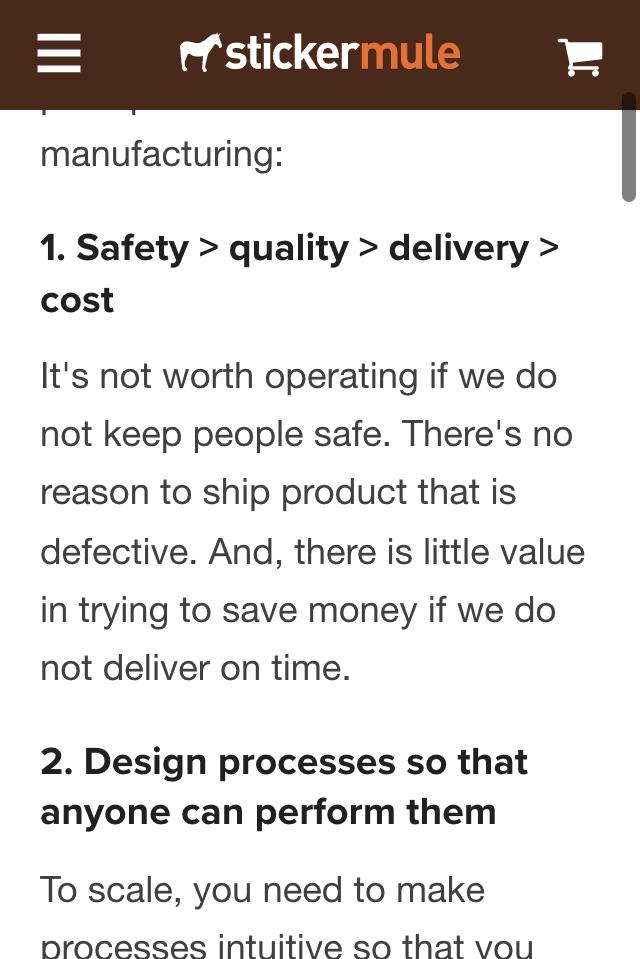 stickermule
manufacturing:
1. Safety > quality > delivery >
cost
It's not worth operating if we do
not keep people safe. There's no
reason to ship product that is
defective. And, there is little value
in trying to save money if we do
not deliver on time.
2. Design processes so that
anyone can perform them
To scale, you need to make
processes intuitive so that you